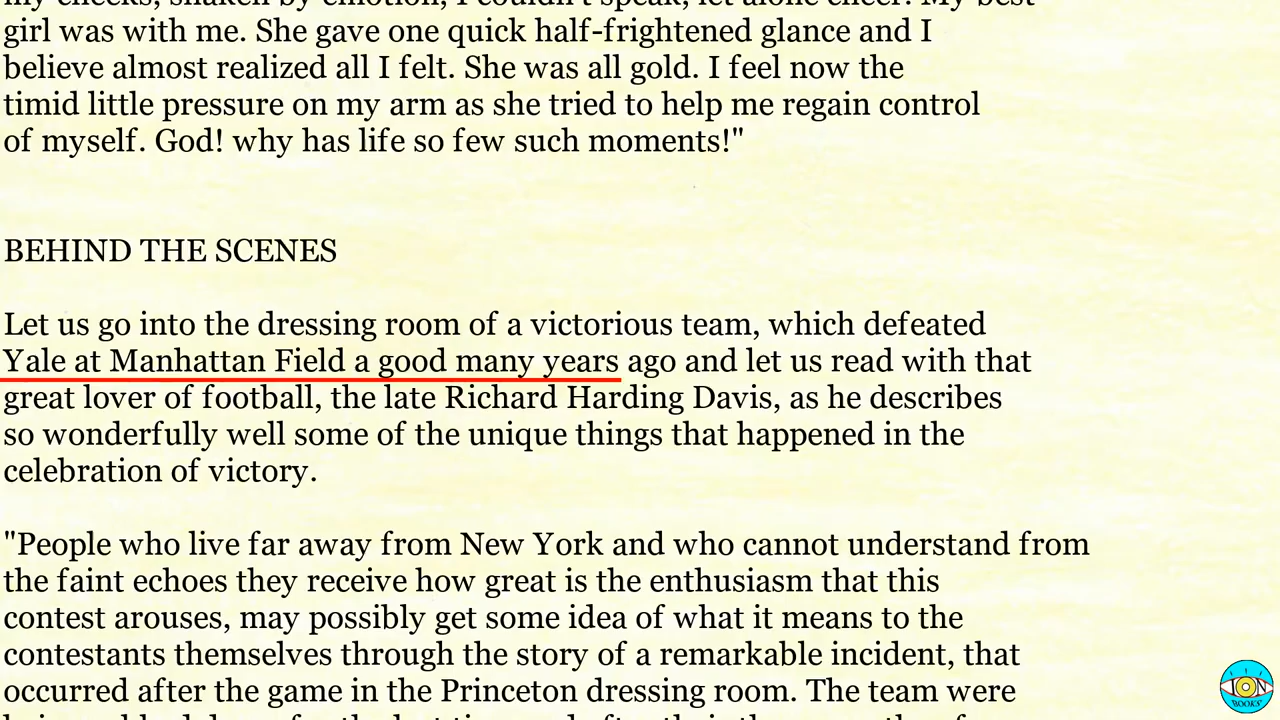 girl was with me. She gave one quick half-frightened glance and I
believe almost realized all I felt. She was all gold. I feel now the
timid little pressure on my arm as she tried to help me regain control
of myself. God! why has life so few such moments!"
BEHIND THE SCENES
Let us go into the dressing room of a victorious team, which defeated
Yale at Manhattan Field a good many years ago and let us read with that
great lover of football, the late Richard Harding Davis, as he describes
so wonderfully well some of the unique things that happened in the
celebration of victory.
"People who live far away from New York and who cannot understand from
the faint echoes they receive how great is the enthusiasm that this
contest arouses, may possibly get some idea of what it means to the
contestants themselves through the story of a remarkable incident, that
occurred after the game in the Princeton dressing room. The team were
ION
BOOKS